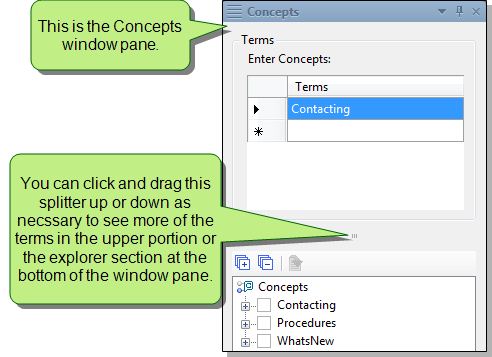 This is the Concepts
window pane.
Concepts
Terms
Enter Concepts:
Terms
Contacting
You can click and drag this
splitter up or down as
necssary to see more of the
terms in the upper portion or
the explorer section at the
bottom of the window pane.
Concepts
Contacting
Procedures
WhatsNew